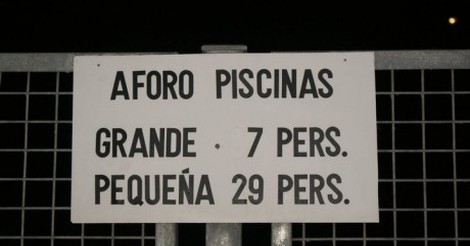 AFORO PISCINAS
GRANDE · 7 PERS.
PEQUEÑA 29 PERS.